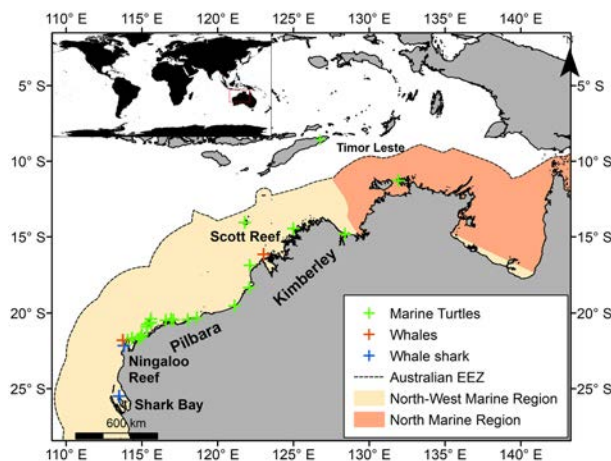 110° E 115° E 120° E 125° E 130° E 135° E 140° E
5° S
10° S
15° S
20° S
25° S
5° S
10° S
15° S
20° S
25° S
Timor Leste
Scott Reef
Kimberley
Pilbara
Ningaloo
Reef
Shark Bay
600 km
Marine Turtles
Whales
Whale shark
Australian EEZ
North-West Marine Region
North Marine Region
110° E 115° E 120° E 125° E 130° E 135° E 140° E